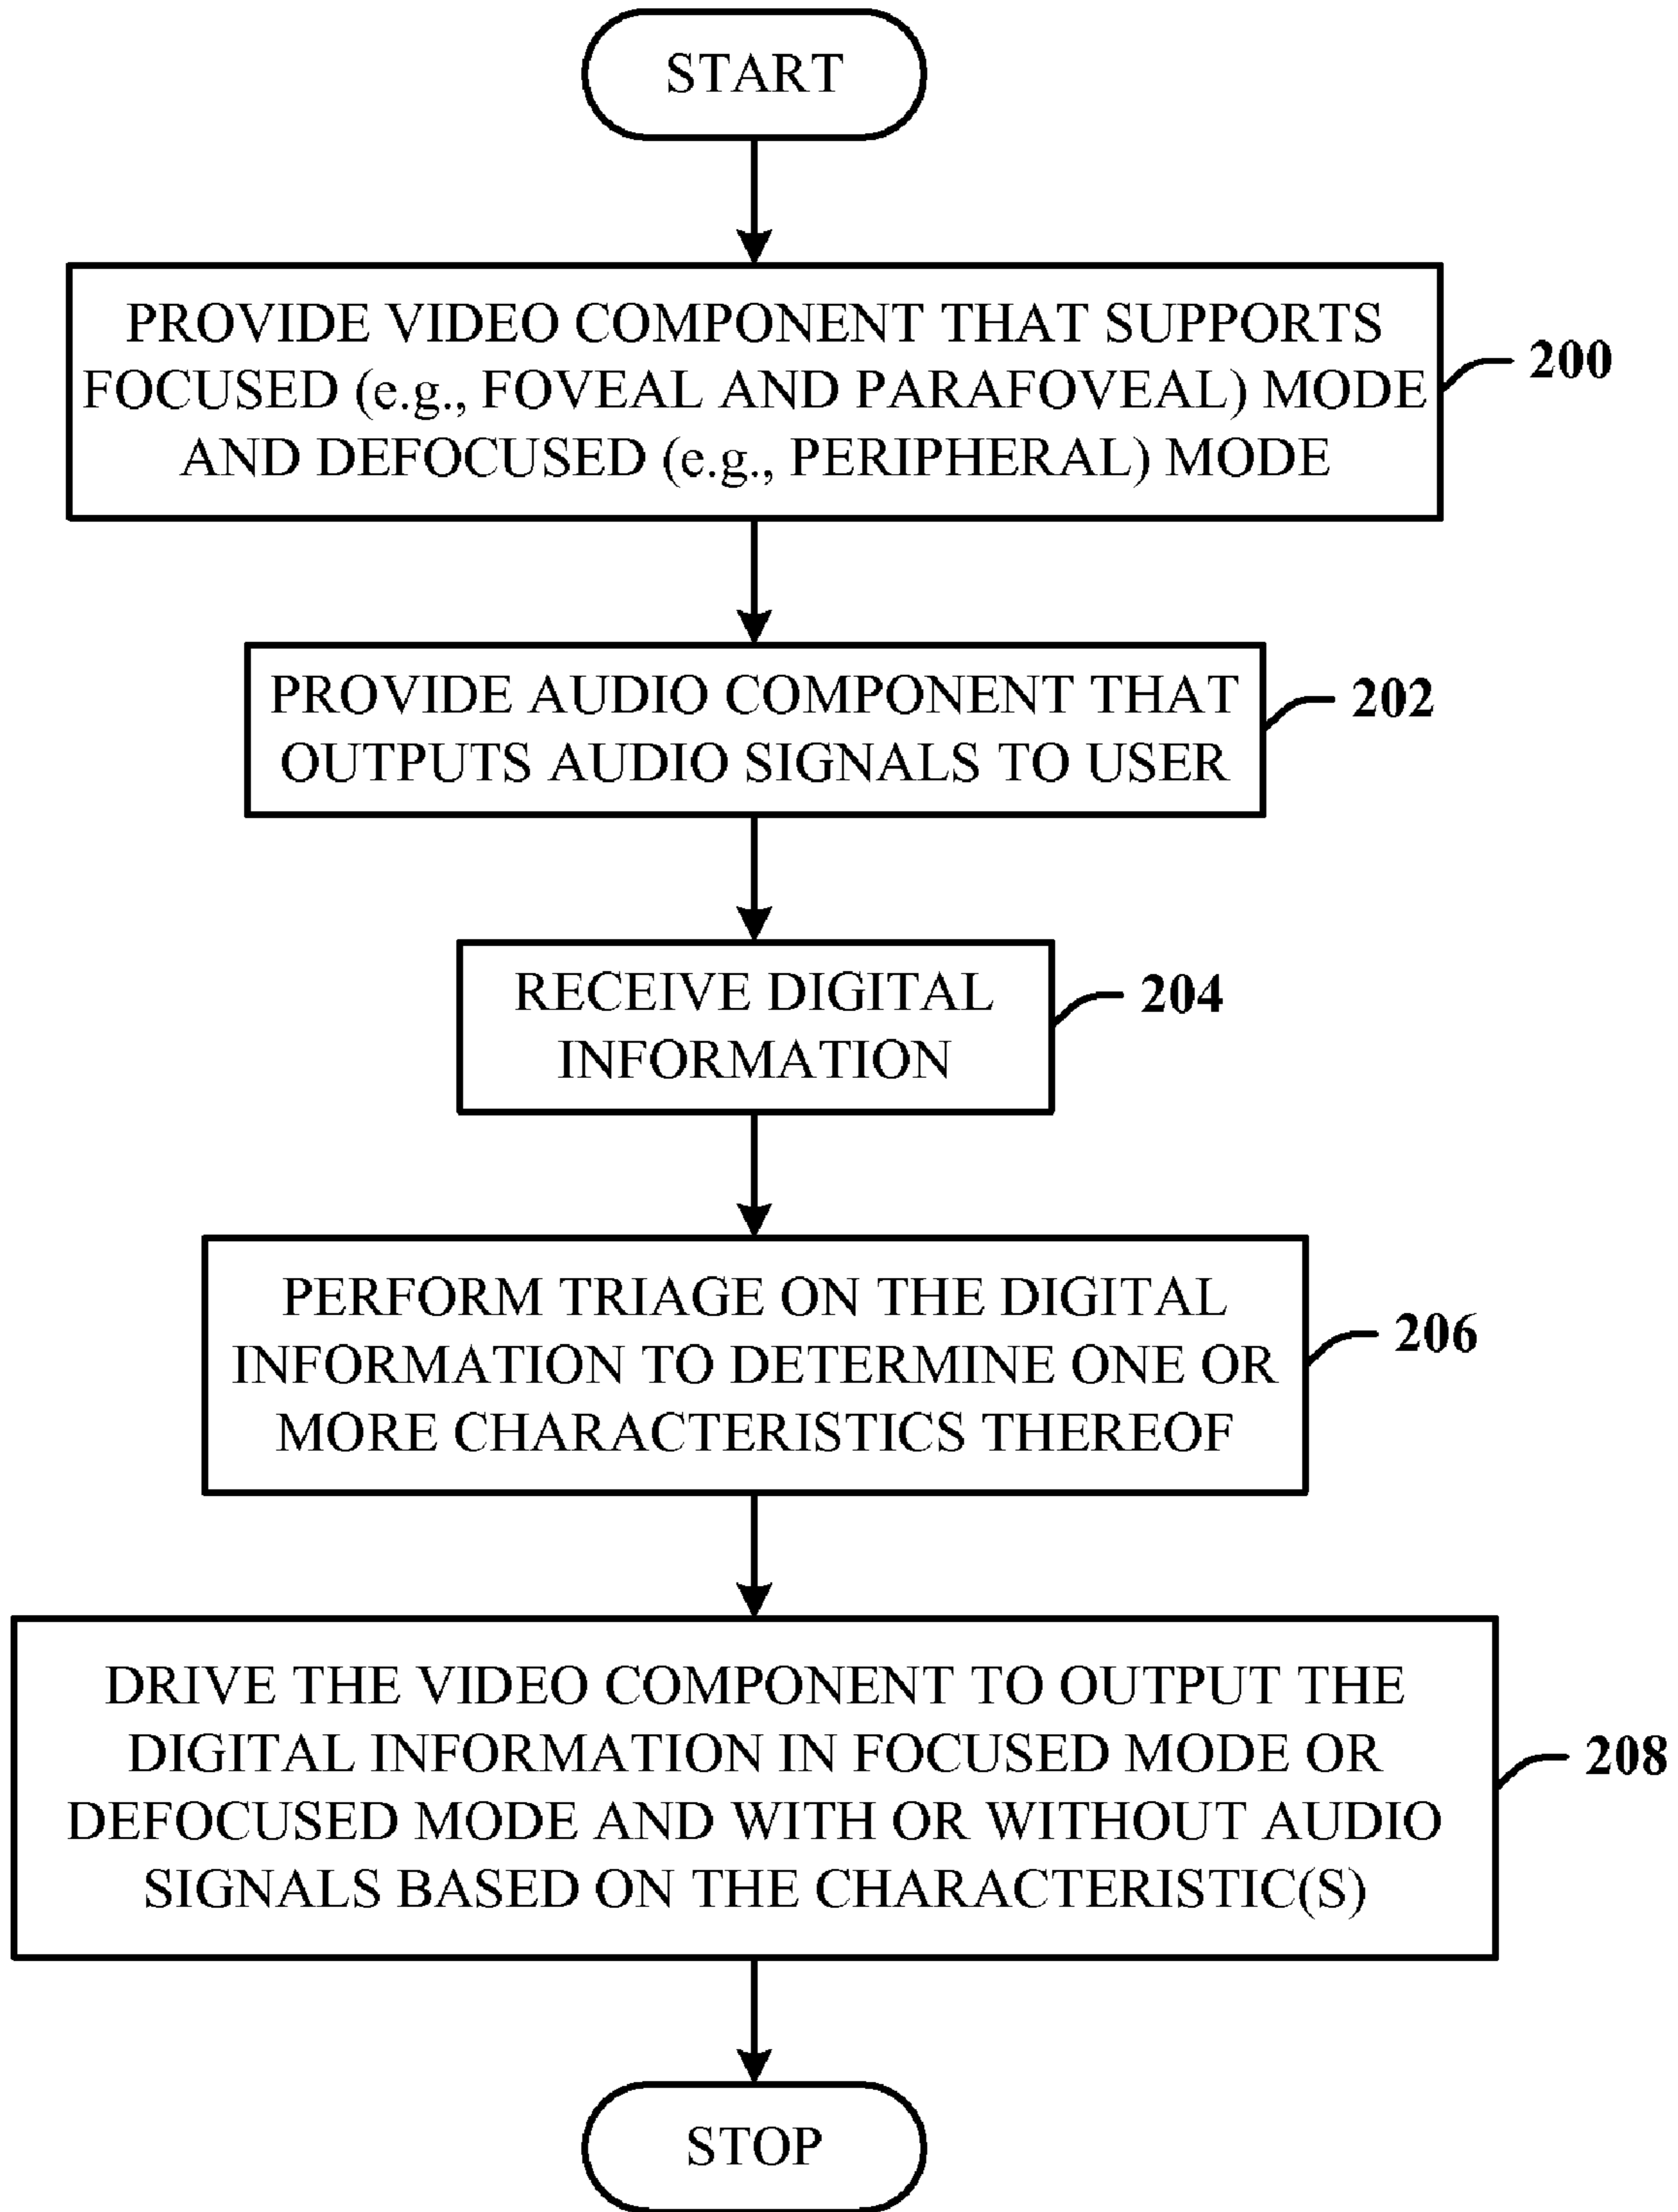 START
PROVIDE VIDEO COMPONENT THAT SUPPORTS
FOCUSED (e.g., FOVEAL AND PARAFOVEAL) MODE
AND DEFOCUSED (e.g., PERIPHERAL) MODE
200
PROVIDE AUDIO COMPONENT THAT
OUTPUTS AUDIO SIGNALS TO USER
202
RECEIVE DIGITAL
INFORMATION
204
PERFORM TRIAGE ON THE DIGITAL
INFORMATION TO DETERMINE ONE OR
MORE CHARACTERISTICS THEREOF
206
DRIVE THE VIDEO COMPONENT TO OUTPUT THE
DIGITAL INFORMATION IN FOCUSED MODE OR
DEFOCUSED MODE AND WITH OR WITHOUT AUDIO
SIGNALS BASED ON THE CHARACTERISTIC(S)
208
STOP